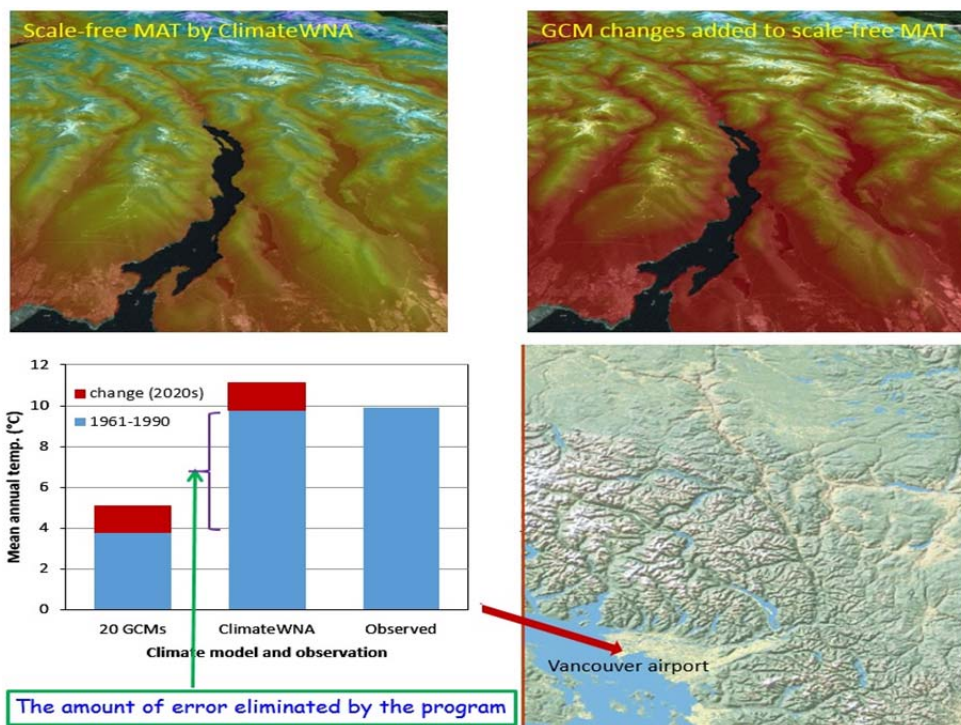 Scale-free MAT by ClimateWNA
GCM changes added to scale-free MAT
12
10
8
6
4
2
0
Mean annual temp. (°C)
change (2020s)
1961-1990
20 GCMs
ClimateWNA
Observed
Climate model and observation
The amount of error eliminated by the program
Vancouver airport